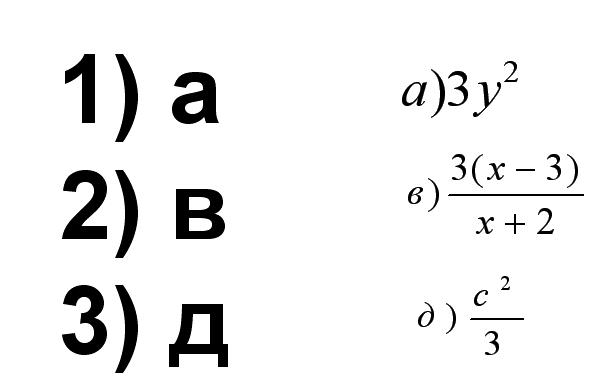 1) а
а)3y²
2) в
в) 3(x − 3) / x + 2
3) д
д) c² / 3